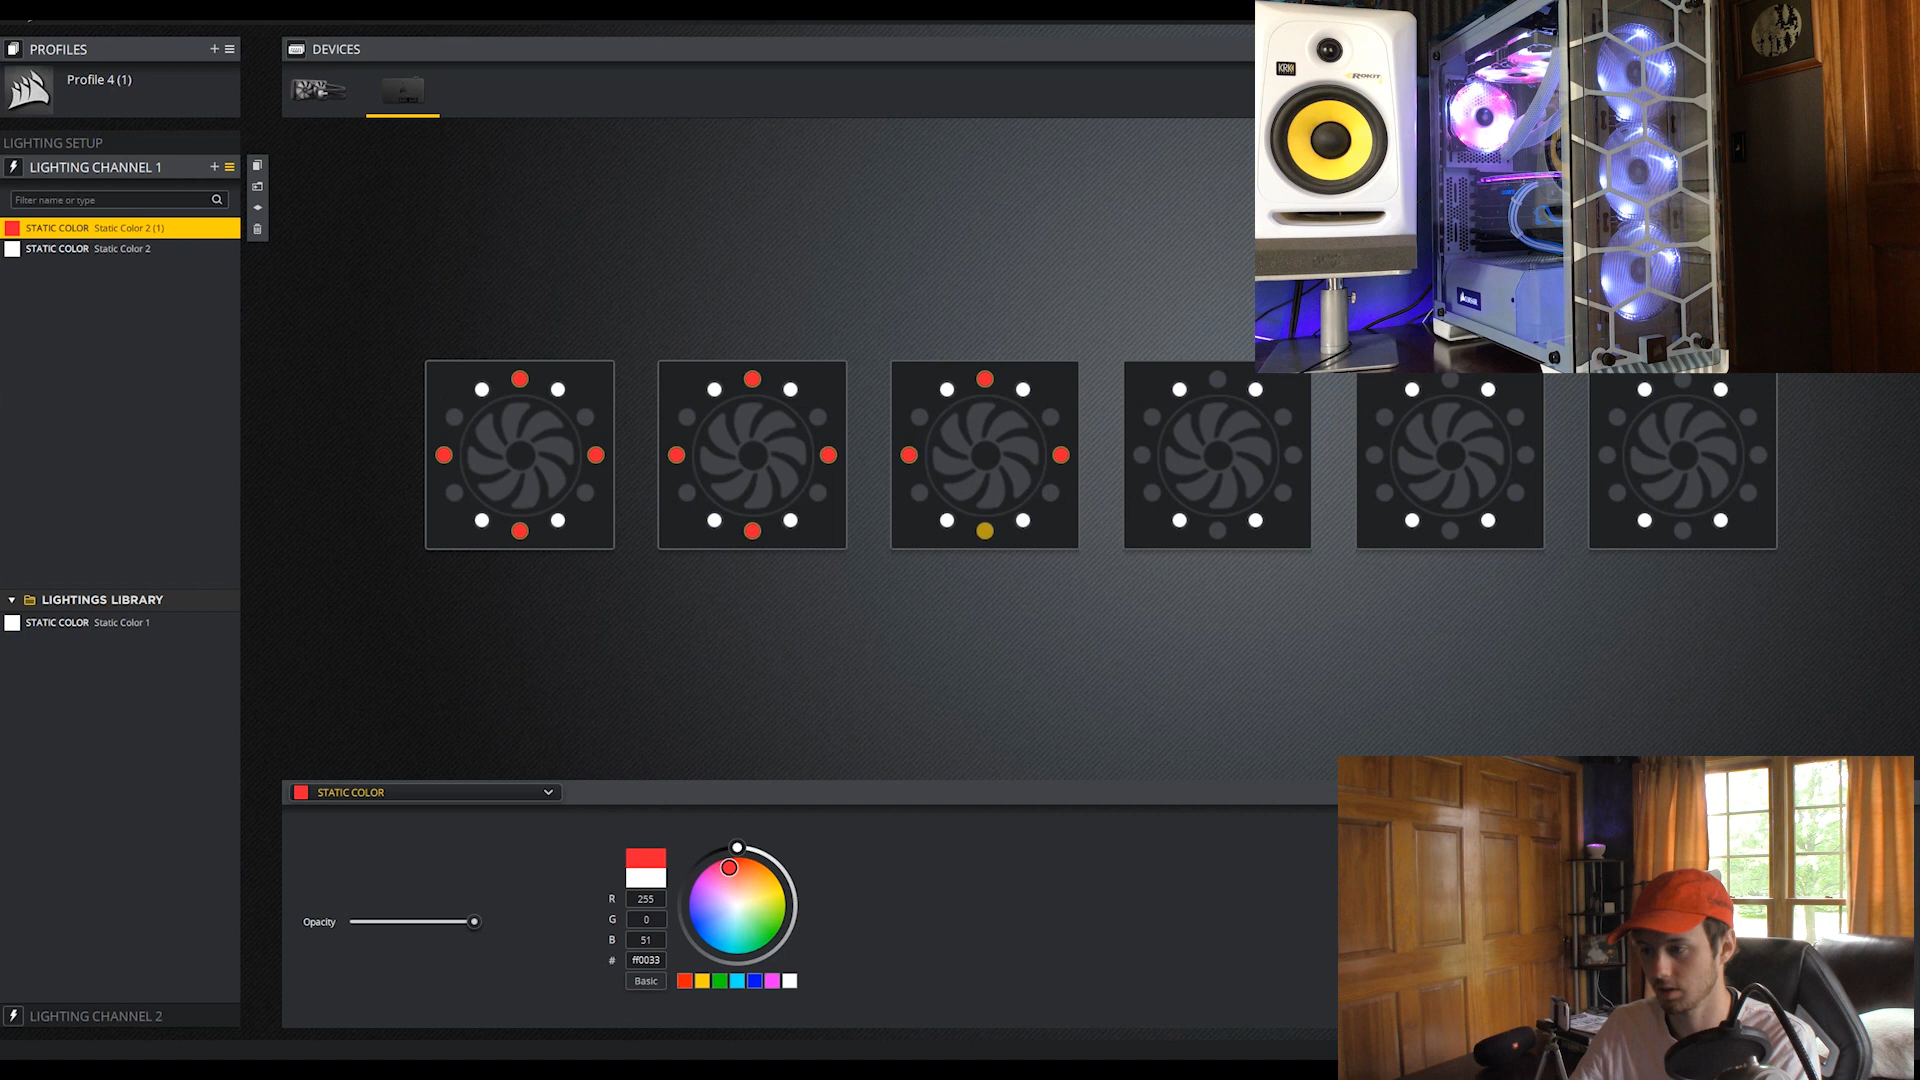 PROFILES
Profile 4 (1)
DEVICES
KRK
ROKIT
LIGHTING SETUP
LIGHTING CHANNEL 1
Filter name or type
STATIC COLOR Static Color 2 (1)
STATIC COLOR Static Color 2
CORSAIR
LIGHTINGS LIBRARY
STATIC COLOR Static Color 1
STATIC COLOR
Opacity
R 255
G 0
B 51
# ff0033
Basic
LIGHTING CHANNEL 2